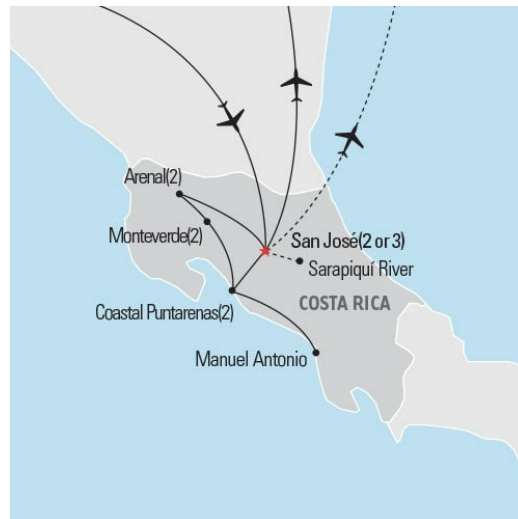 Arenal(2)
Monteverde(2)
San José(2 or 3)
Sarapiquí River
Coastal Puntarenas(2)
COSTA RICA
Manuel Antonio